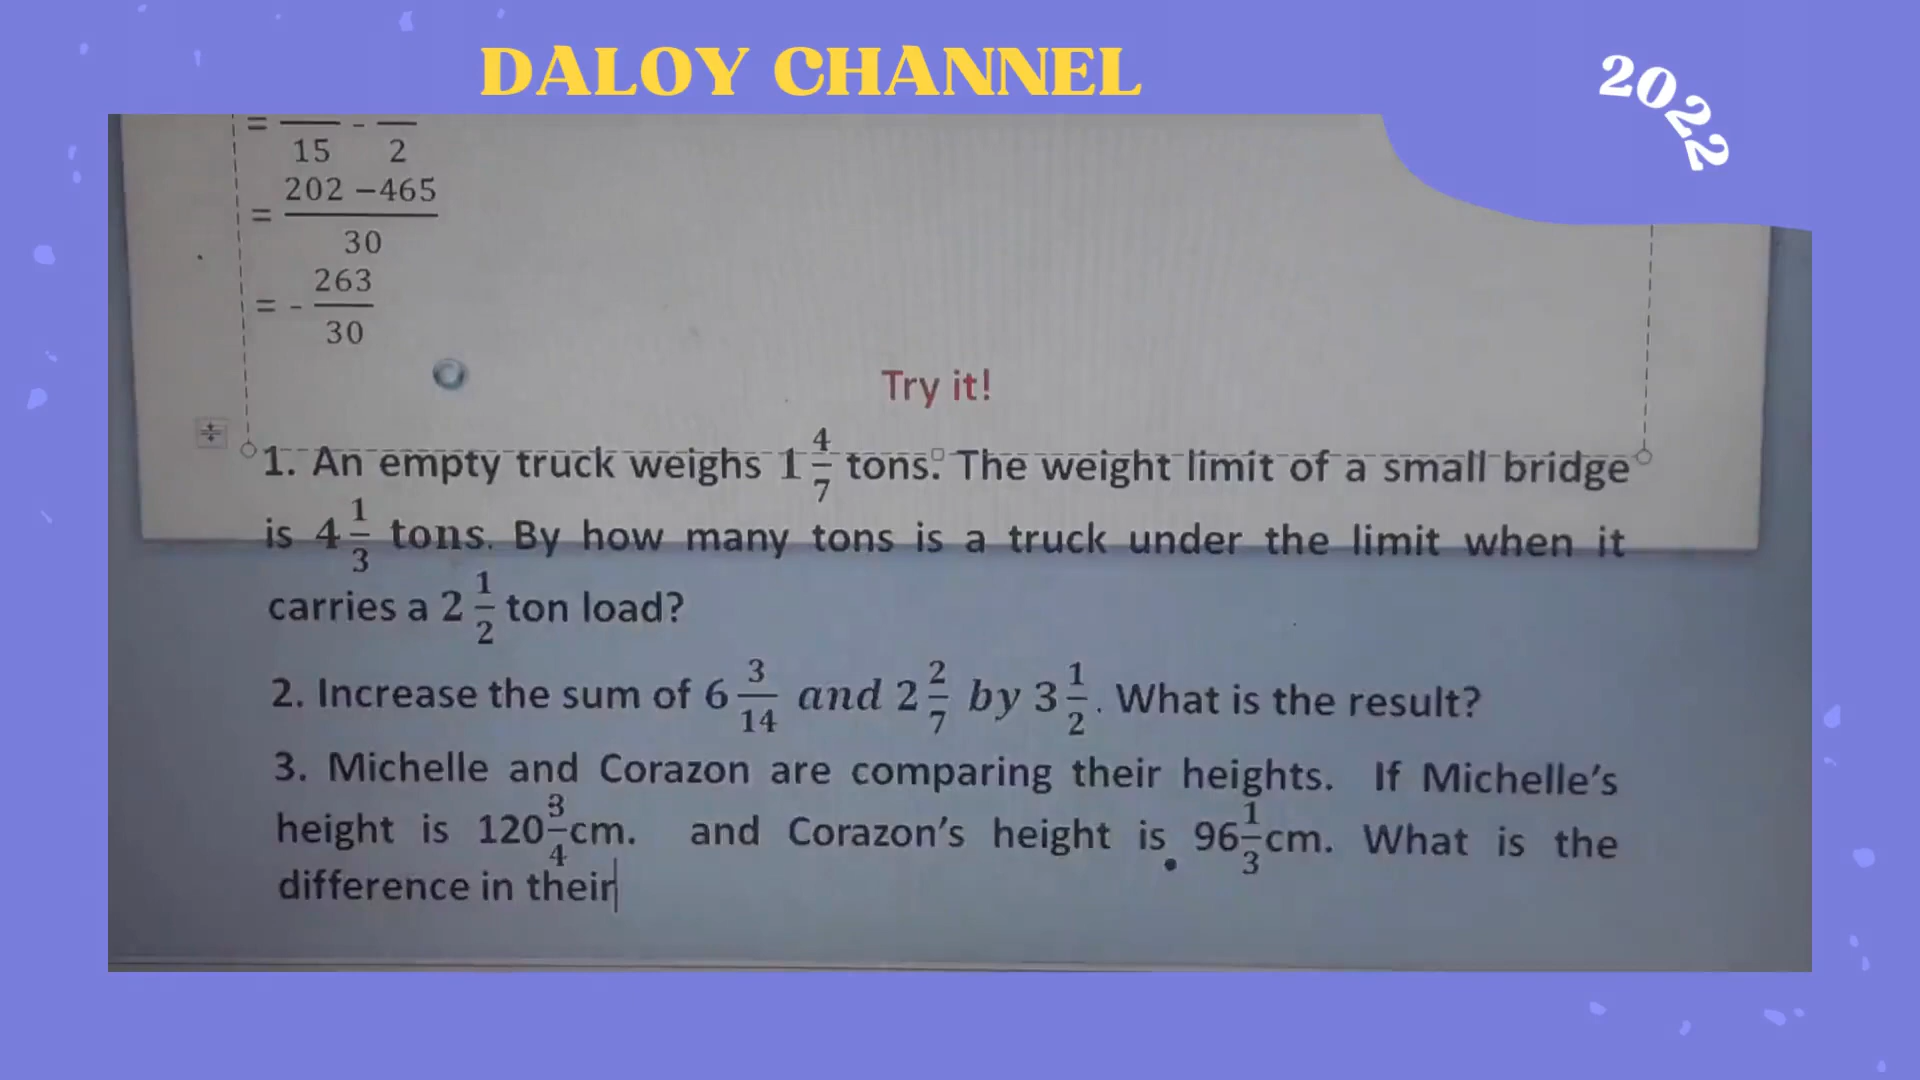 DALOY CHANNEL
2022
= — - —
15 2
202 −465
=
30
263
= -
30
Try it!
1. An empty truck weighs 1 4/7 tons. The weight limit of a small bridge
is 4 1/3 tons. By how many tons is a truck under the limit when it
carries a 2 1/2 ton load?
2. Increase the sum of 6 3/14 and 2 2/7 by 3 1/2. What is the result?
3. Michelle and Corazon are comparing their heights. If Michelle's
height is 120 3/4 cm. and Corazon's height is 96 1/3 cm. What is the
difference in their